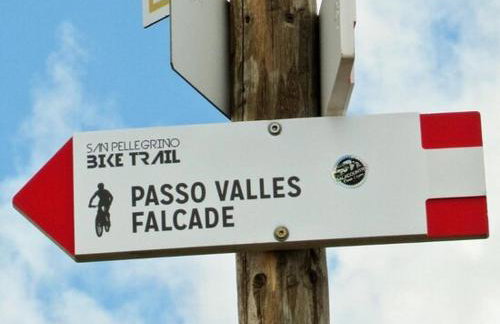 SAN PELLEGRINO
BIKE TRAIL
PASSO VALLES
FALCADE